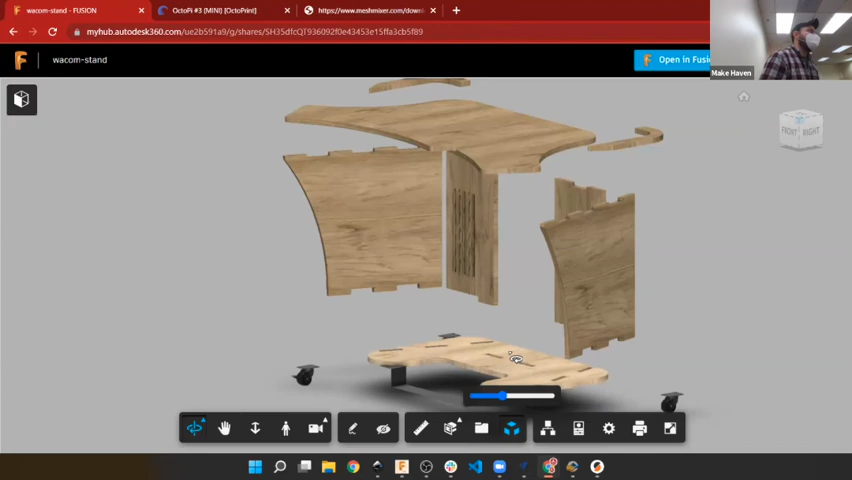 wacom-stand - FUSION
OctoPi #3 [MINI] [OctoPrint]
https://www.meshmixer.com/down
myhub.autodesk360.com/ue2b591a9/g/shares/SH35dfcQT936092f0e43453e15ffa3cb5f89
wacom-stand
Open in Fusi
Make Haven
FRONT
RIGHT